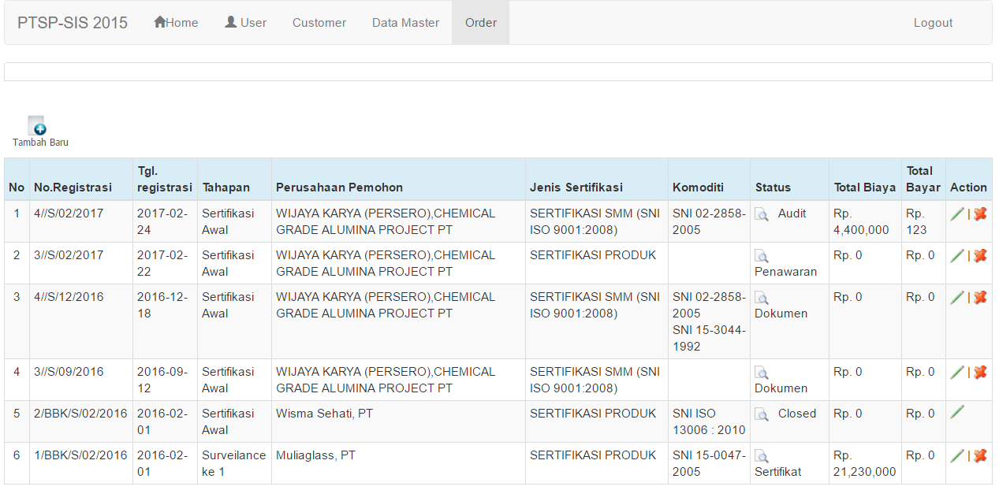 PTSP-SIS 2015 Home User Customer Data Master Order Logout
Tambah Baru
No No.Registrasi Tgl. registrasi Tahapan Perusahaan Pemohon Jenis Sertifikasi Komoditi Status Total Biaya Total Bayar Action
1 4//S/02/2017 2017-02-24 Sertifikasi Awal WIJAYA KARYA (PERSERO),CHEMICAL GRADE ALUMINA PROJECT PT SERTIFIKASI SMM (SNI ISO 9001:2008) SNI 02-2858-2005 Audit Rp. 4,400,000 Rp. 123 |
2 3//S/02/2017 2017-02-22 Sertifikasi Awal WIJAYA KARYA (PERSERO),CHEMICAL GRADE ALUMINA PROJECT PT SERTIFIKASI PRODUK Penawaran Rp. 0 Rp. 0 |
3 4//S/12/2016 2016-12-18 Sertifikasi Awal WIJAYA KARYA (PERSERO),CHEMICAL GRADE ALUMINA PROJECT PT SERTIFIKASI SMM (SNI ISO 9001:2008) SNI 02-2858-2005 SNI 15-3044-1992 Dokumen Rp. 0 Rp. 0 |
4 3//S/09/2016 2016-09-12 Sertifikasi Awal WIJAYA KARYA (PERSERO),CHEMICAL GRADE ALUMINA PROJECT PT SERTIFIKASI SMM (SNI ISO 9001:2008) Dokumen Rp. 0 Rp. 0 |
5 2/BBK/S/02/2016 2016-02-01 Sertifikasi Awal Wisma Sehati, PT SERTIFIKASI PRODUK SNI ISO 13006 : 2010 Closed Rp. 0 Rp. 0
6 1/BBK/S/02/2016 2016-02-01 Surveilance ke 1 Muliaglass, PT SERTIFIKASI PRODUK SNI 15-0047-2005 Sertifikat Rp. 21,230,000 Rp. 0 |